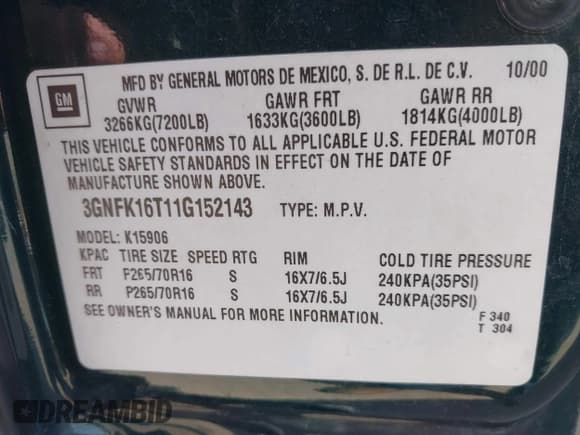 GM
MFD BY GENERAL MOTORS DE MEXICO, S. DE R.L. DE C.V. 10/00
GVWR GAWR FRT GAWR RR
3266KG(7200LB) 1633KG(3600LB) 1814KG(4000LB)
THIS VEHICLE CONFORMS TO ALL APPLICABLE U.S. FEDERAL MOTOR
VEHICLE SAFETY STANDARDS IN EFFECT ON THE DATE OF
MANUFACTURE SHOWN ABOVE.
3GNFK16T11G152143 TYPE: M.P.V.
MODEL: K15906
KPAC TIRE SIZE SPEED RTG RIM COLD TIRE PRESSURE
FRT P265/70R16 S 16X7/6.5J 240KPA(35PSI)
RR P265/70R16 S 16X7/6.5J 240KPA(35PSI)
SEE OWNER'S MANUAL FOR MORE INFORMATION.
F 340
T 304
DREAMBID